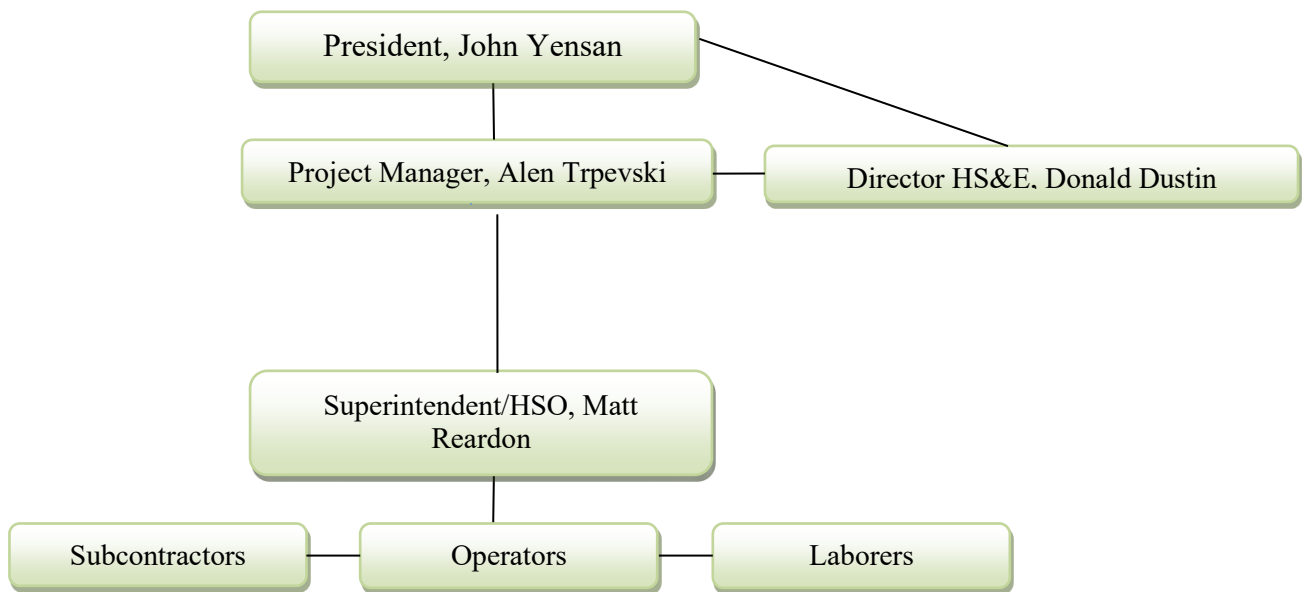 President, John Yensan
Project Manager, Alen Trpevski
Director HS&E, Donald Dustin
Superintendent/HSO, Matt
Reardon
Subcontractors
Operators
Laborers